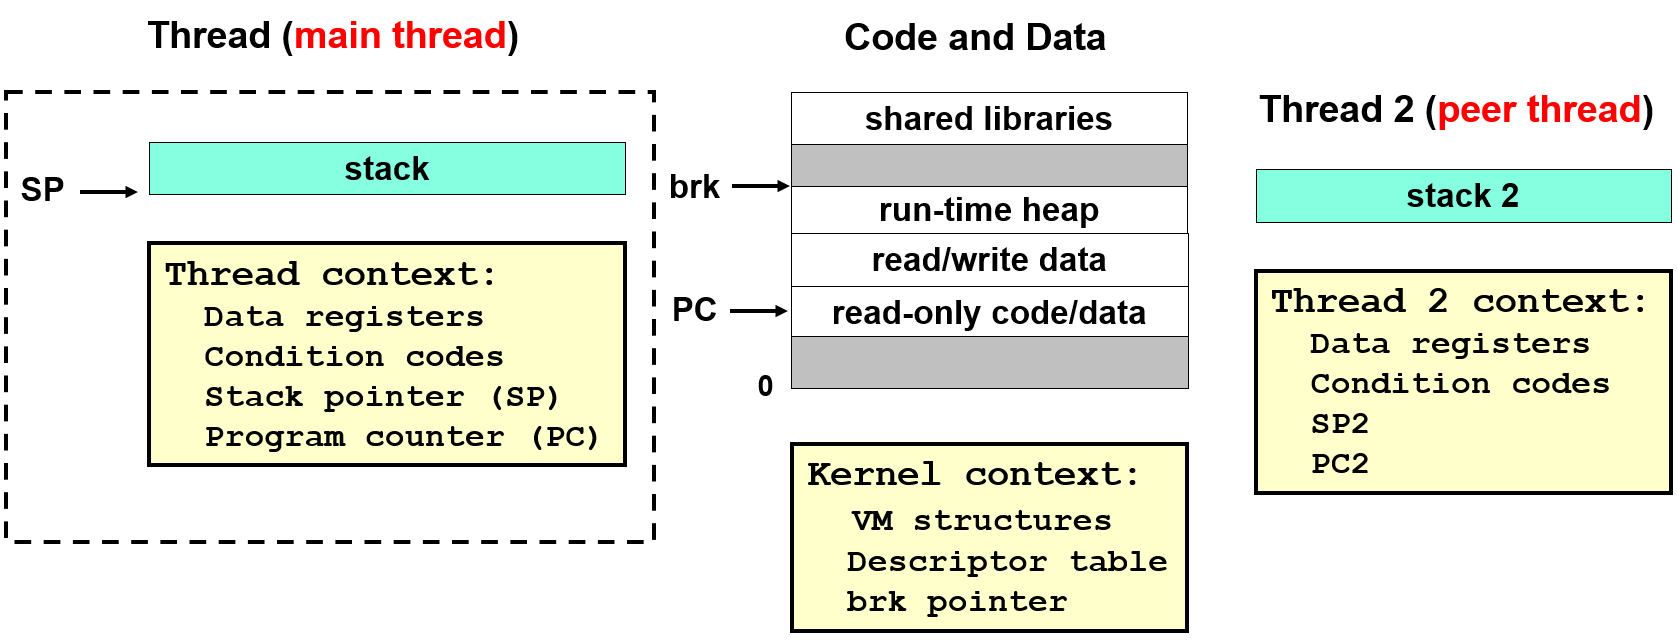 Thread (main thread)
SP
stack
Thread context:
Data registers
Condition codes
Stack pointer (SP)
Program counter (PC)
Code and Data
shared libraries
brk
run-time heap
read/write data
PC
read-only code/data
0
Kernel context:
VM structures
Descriptor table
brk pointer
Thread 2 (peer thread)
stack 2
Thread 2 context:
Data registers
Condition codes
SP2
PC2